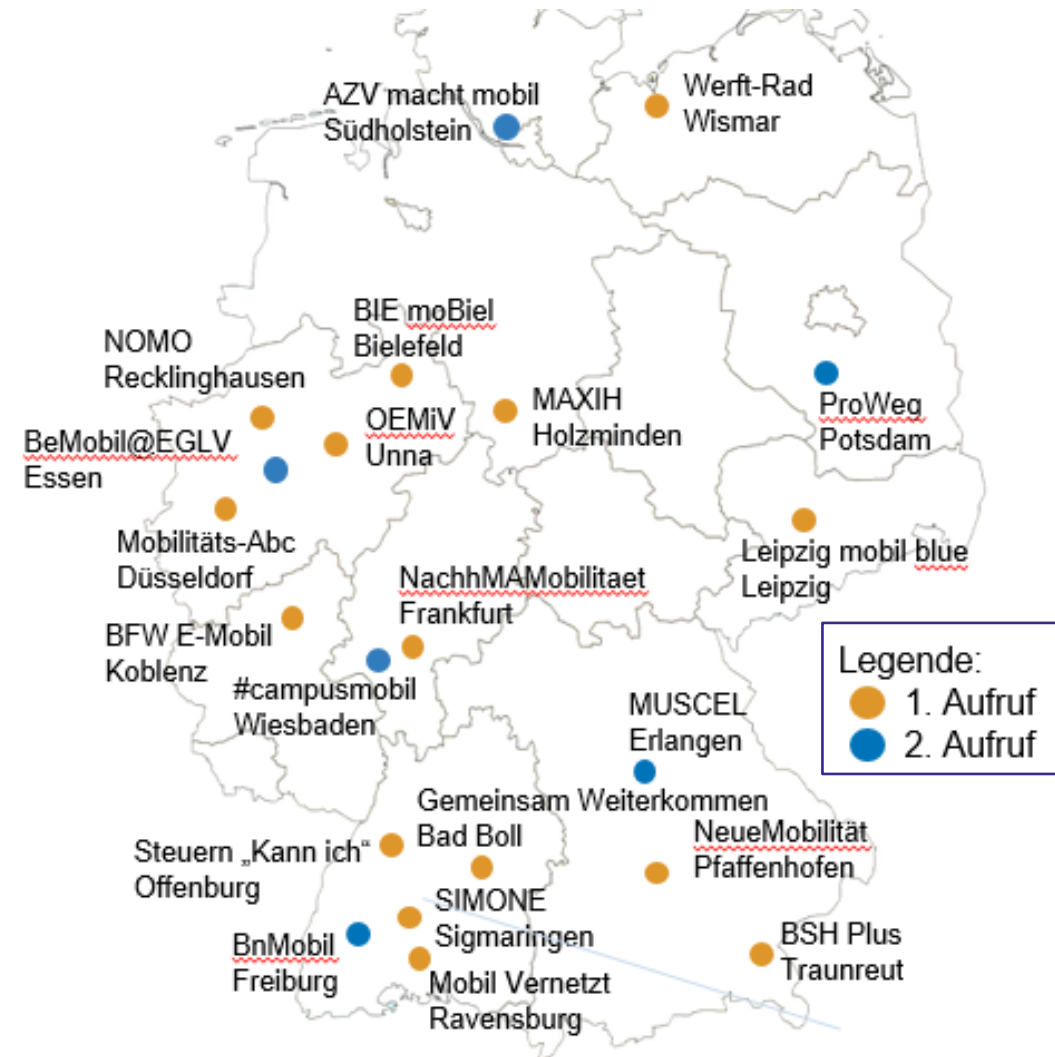 AZV macht mobil
Südholstein
Werft-Rad
Wismar
BIE moBiel
Bielefeld
NOMO
Recklinghausen
MAXIH
Holzminden
ProWeg
Potsdam
OEMiV
Unna
BeMobil@EGLV
Essen
Mobilitäts-Abc
Düsseldorf
Leipzig mobil blue
Leipzig
NachhMAMobilitaet
Frankfurt
BFW E-Mobil
Koblenz
#campusmobil
Wiesbaden
Legende:
1. Aufruf
2. Aufruf
MUSCEL
Erlangen
Gemeinsam Weiterkommen
Bad Boll
NeueMobilität
Pfaffenhofen
Steuern „Kann ich“
Offenburg
SIMONE
Sigmaringen
BnMobil
Freiburg
BSH Plus
Traunreut
Mobil Vernetzt
Ravensburg